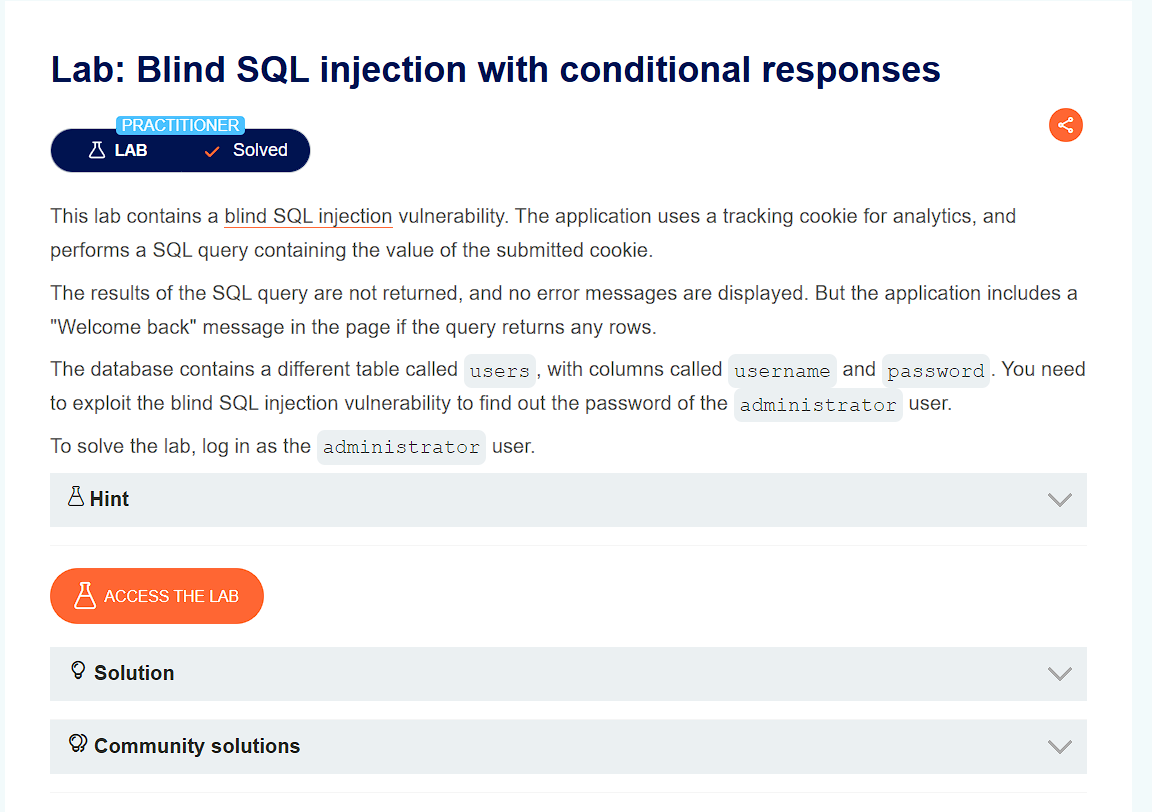 Lab: Blind SQL injection with conditional responses
PRACTITIONER
LAB Solved
This lab contains a blind SQL injection vulnerability. The application uses a tracking cookie for analytics, and
performs a SQL query containing the value of the submitted cookie.
The results of the SQL query are not returned, and no error messages are displayed. But the application includes a
"Welcome back" message in the page if the query returns any rows.
The database contains a different table called users, with columns called username and password. You need
to exploit the blind SQL injection vulnerability to find out the password of the administrator user.
To solve the lab, log in as the administrator user.
Hint
ACCESS THE LAB
Solution
Community solutions